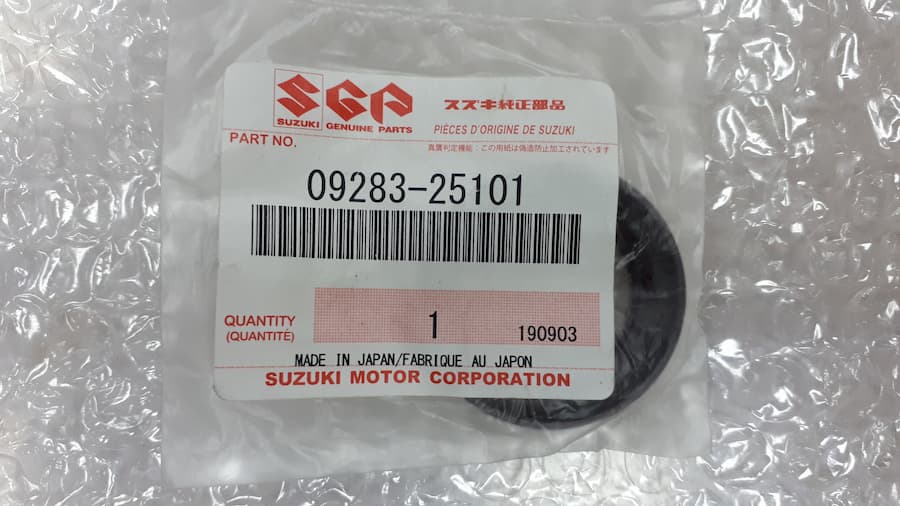 SGP スズキ純正部品
SUZUKI GENUINE PARTS PIÈCES D'ORIGINE DE SUZUKI
PART NO. 真贋判定機能：この用紙は偽造防止加工されています
09283-25101
QUANTITY
(QUANTITÉ) 1 190903
MADE IN JAPAN/FABRIQUE AU JAPON
SUZUKI MOTOR CORPORATION